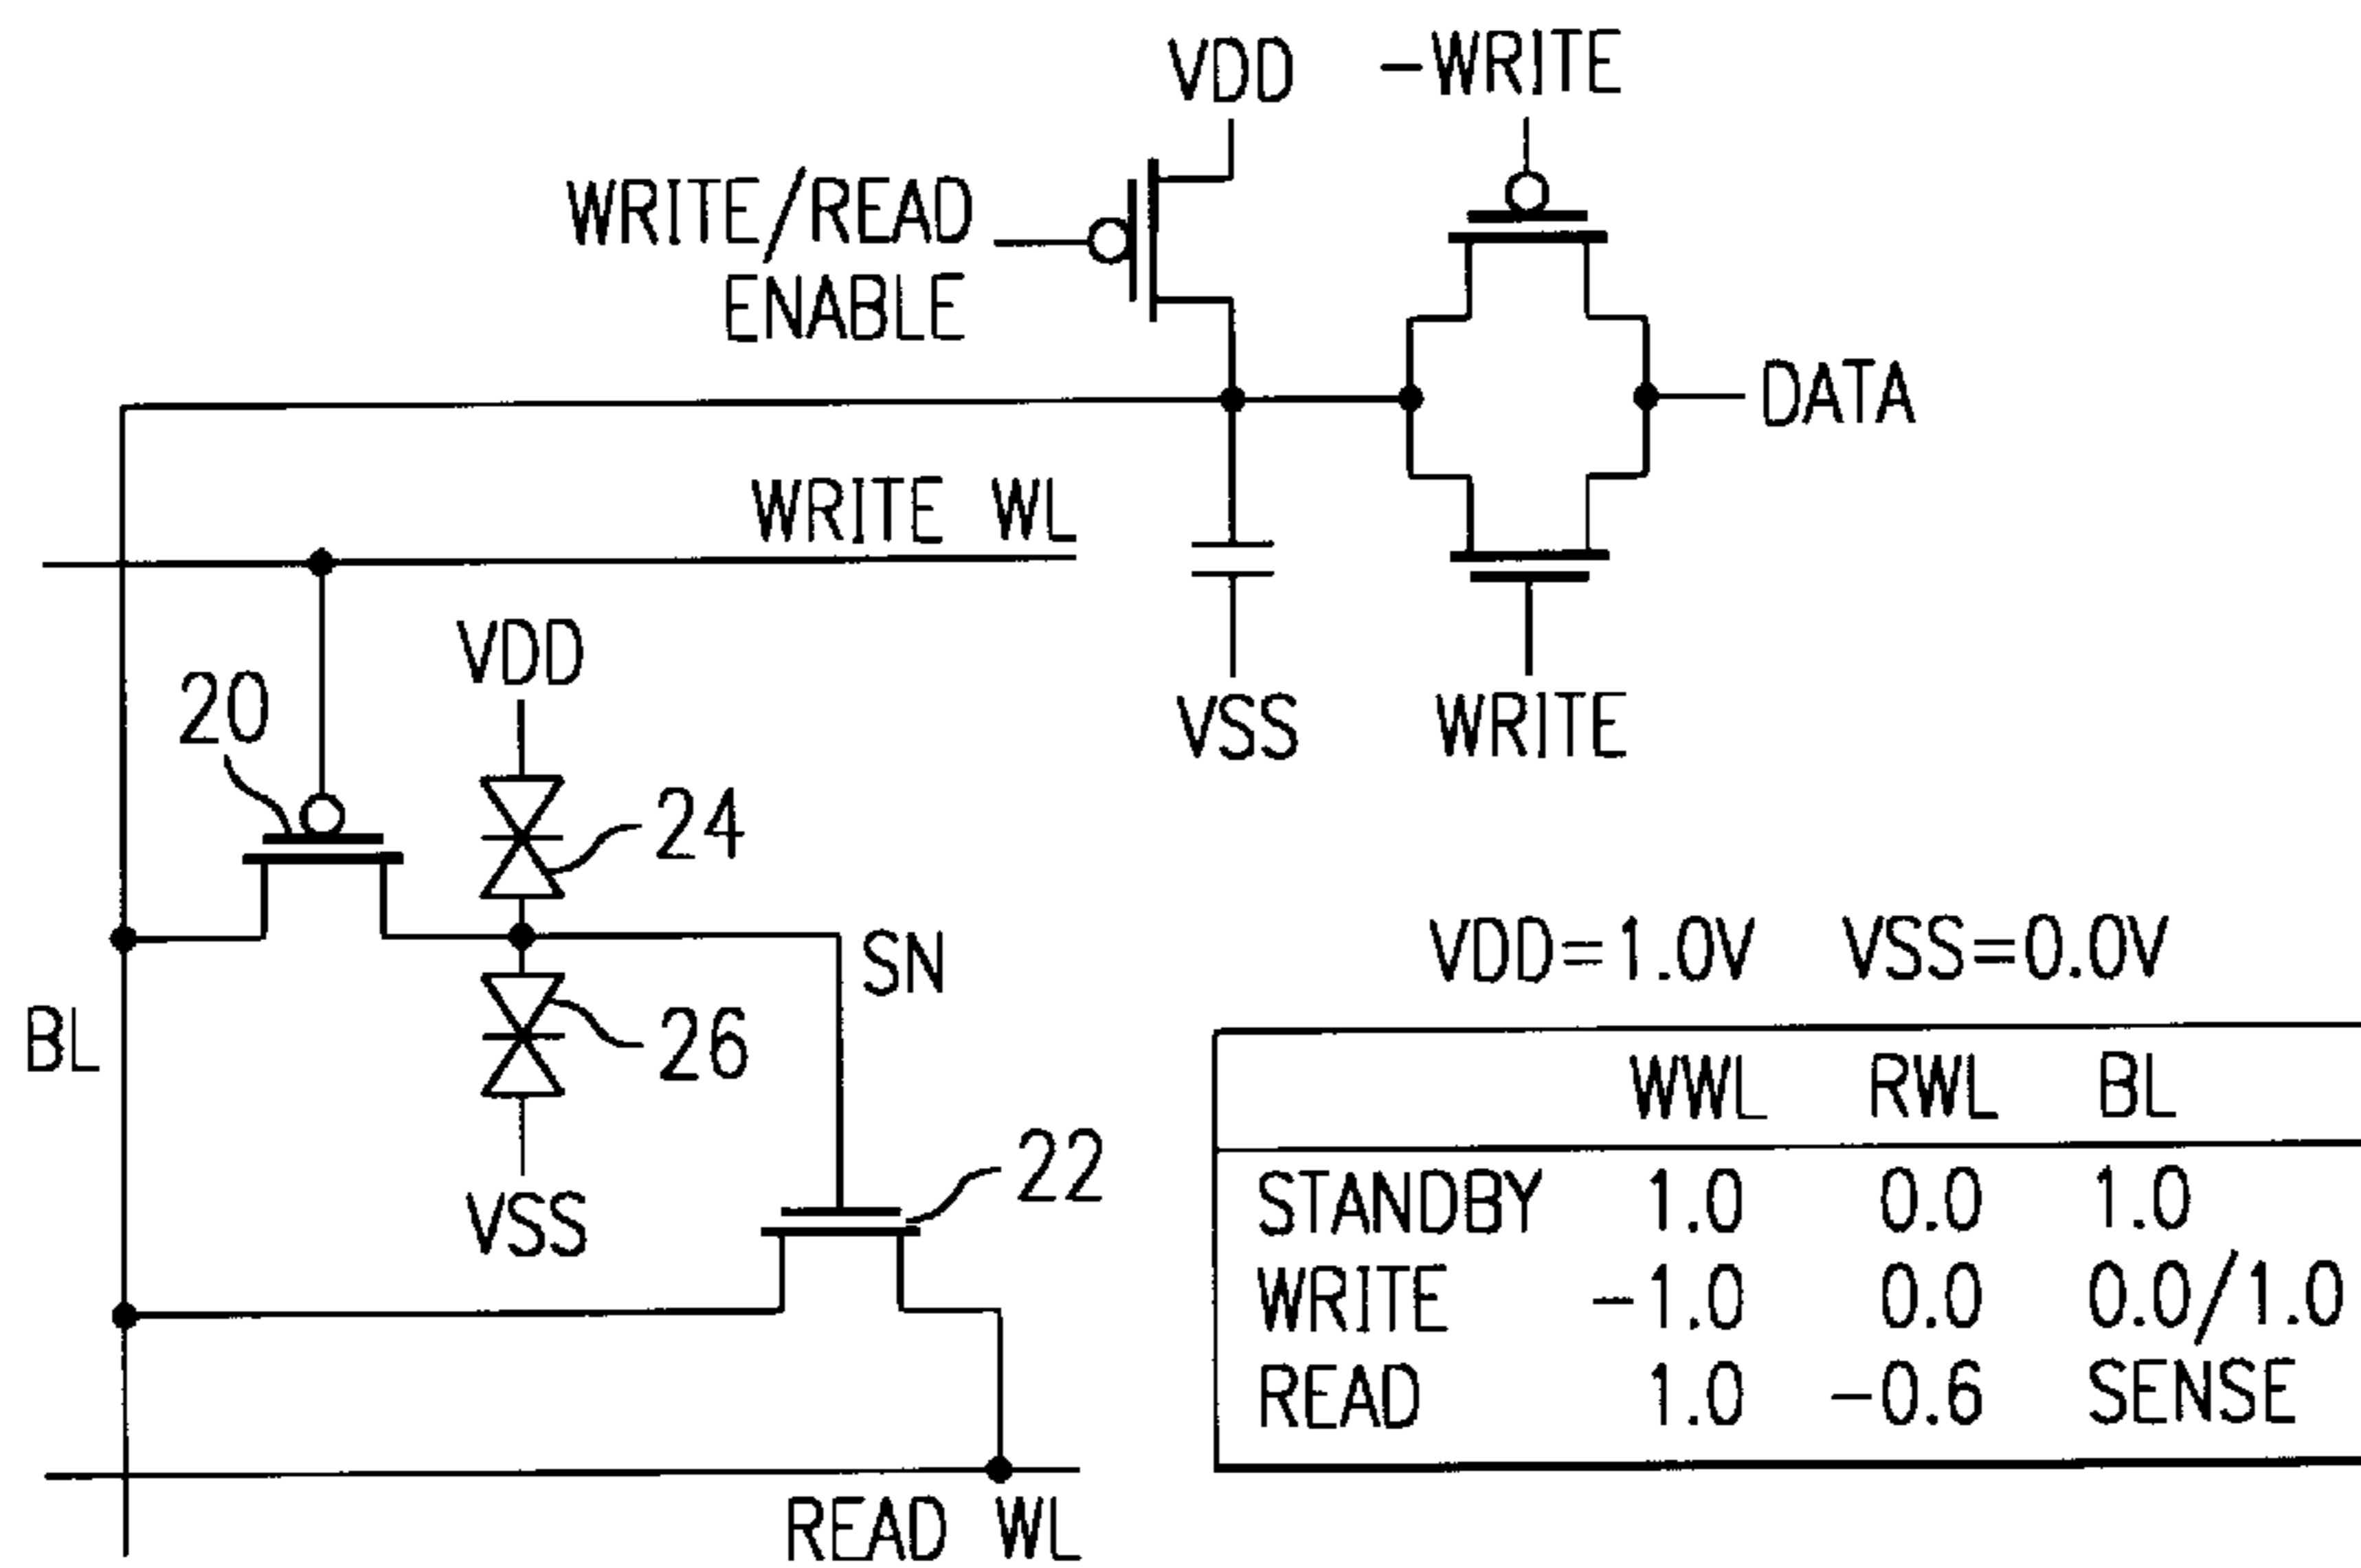 VDD
-WRITE
WRITE/READ
ENABLE
DATA
WRITE WL
VDD
20
24
VSS
WRITE
SN
BL
26
22
VSS
READ WL
VDD=1.0V VSS=0.0V
WWL RWL BL
STANDBY 1.0 0.0 1.0
WRITE -1.0 0.0 0.0/1.0
READ 1.0 -0.6 SENSE